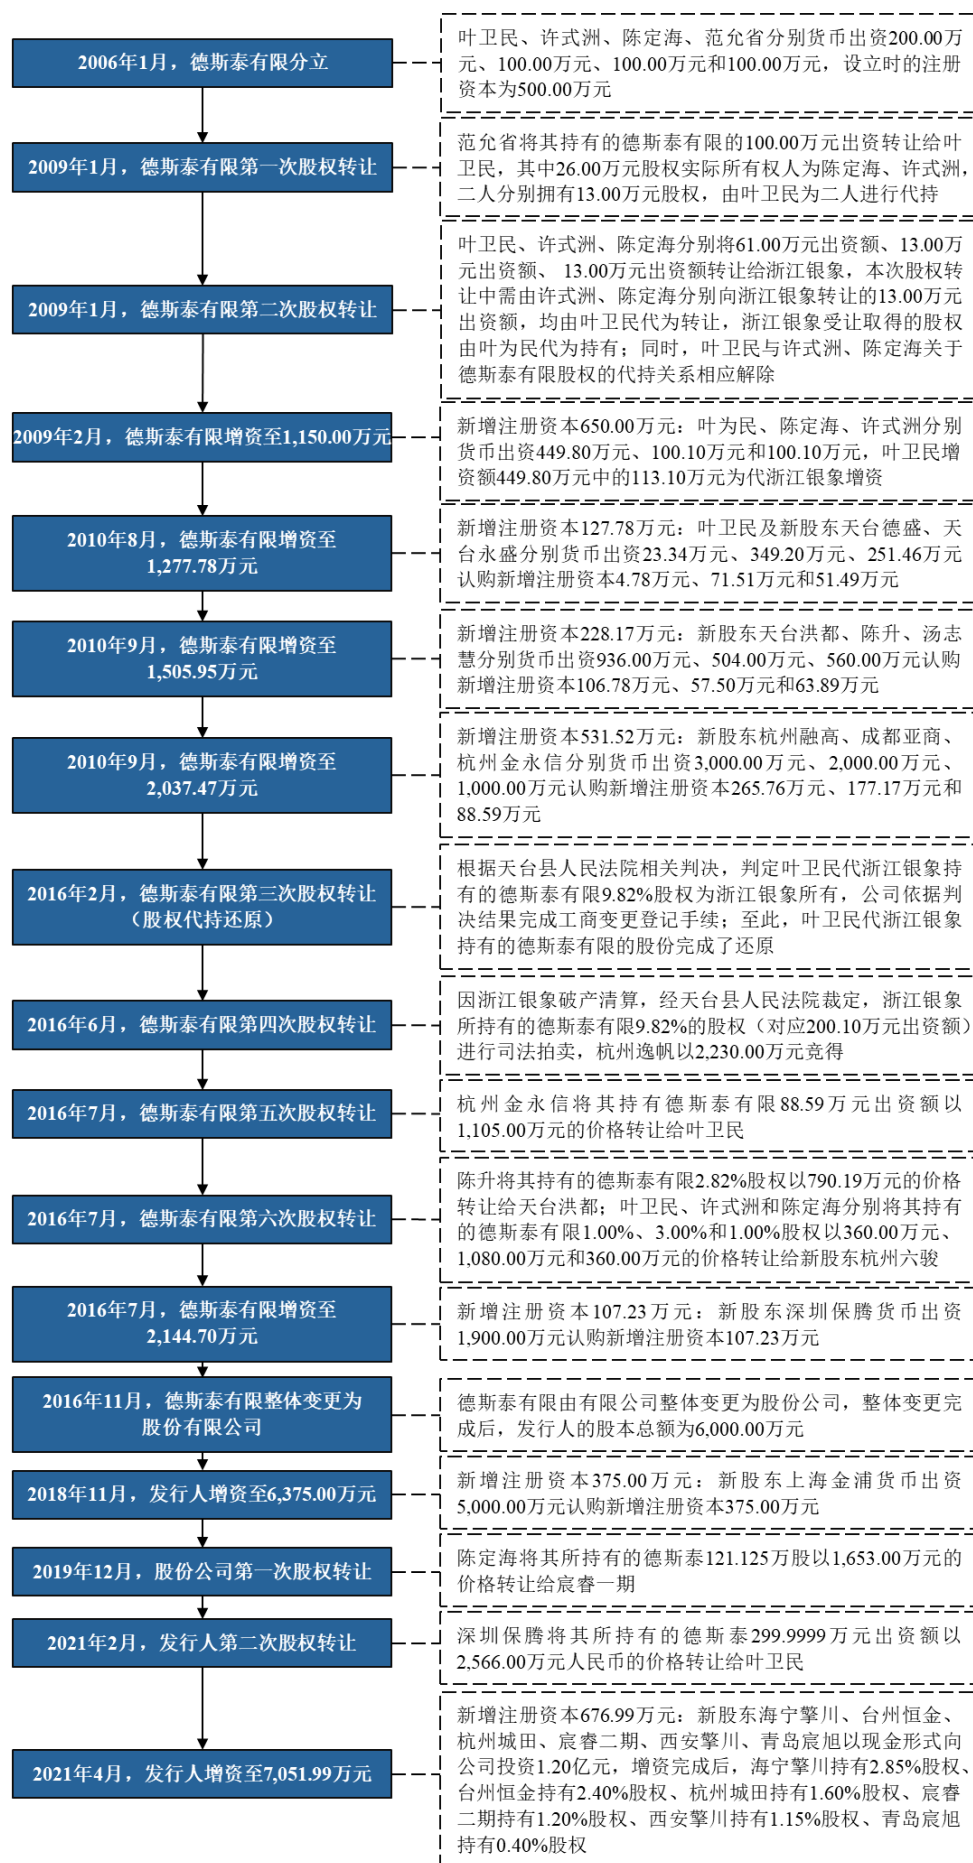 2006年1月，德斯泰有限分立
叶卫民、许式洲、陈定海、范允省分别货币出资200.00万
元、100.00万元、100.00万元和100.00万元，设立时的注册
资本为500.00万元
2009年1月，德斯泰有限第一次股权转让
范允省将其持有的德斯泰有限的100.00万元出资转让给叶
卫民，其中26.00万元股权实际所有权人为陈定海、许式洲，
二人分别拥有13.00万元股权，由叶卫民为二人进行代持
2009年1月，德斯泰有限第二次股权转让
叶卫民、许式洲、陈定海分别将61.00万元出资额、13.00万
元出资额、 13.00万元出资额转让给浙江银象，本次股权转
让中需由许式洲、陈定海分别向浙江银象转让的13.00万元
出资额，均由叶卫民代为转让，浙江银象受让取得的股权
由叶为民代为持有；同时，叶卫民与许式洲、陈定海关于
德斯泰有限股权的代持关系相应解除
2009年2月，德斯泰有限增资至1,150.00万元
新增注册资本650.00万元：叶为民、陈定海、许式洲分别
货币出资449.80万元、100.10万元和100.10万元，叶卫民增
资额449.80万元中的113.10万元为代浙江银象增资
2010年8月，德斯泰有限增资至
1,277.78万元
新增注册资本127.78万元：叶卫民及新股东天台德盛、天
台永盛分别货币出资23.34万元、349.20万元、251.46万元
认购新增注册资本4.78万元、71.51万元和51.49万元
2010年9月，德斯泰有限增资至
1,505.95万元
新增注册资本228.17万元：新股东天台洪都、陈升、汤志
慧分别货币出资936.00万元、504.00万元、560.00万元认购
新增注册资本106.78万元、57.50万元和63.89万元
2010年9月，德斯泰有限增资至
2,037.47万元
新增注册资本531.52万元：新股东杭州融高、成都亚商、
杭州金永信分别货币出资3,000.00万元、2,000.00万元、
1,000.00万元认购新增注册资本265.76万元、177.17万元和
88.59万元
2016年2月，德斯泰有限第三次股权转让
（股权代持还原）
根据天台县人民法院相关判决，判定叶卫民代浙江银象持
有的德斯泰有限9.82%股权为浙江银象所有，公司依据判
决结果完成工商变更登记手续；至此，叶卫民代浙江银象
持有的德斯泰有限的股份完成了还原
2016年6月，德斯泰有限第四次股权转让
因浙江银象破产清算，经天台县人民法院裁定，浙江银象
所持有的德斯泰有限9.82%的股权（对应200.10万元出资额）
进行司法拍卖，杭州逸帆以2,230.00万元竞得
2016年7月，德斯泰有限第五次股权转让
杭州金永信将其持有德斯泰有限88.59万元出资额以
1,105.00万元的价格转让给叶卫民
2016年7月，德斯泰有限第六次股权转让
陈升将其持有的德斯泰有限2.82%股权以790.19万元的价格
转让给天台洪都；叶卫民、许式洲和陈定海分别将其持有
的德斯泰有限1.00%、3.00%和1.00%股权以360.00万元、
1,080.00万元和360.00万元的价格转让给新股东杭州六骏
2016年7月，德斯泰有限增资至
2,144.70万元
新增注册资本107.23万元：新股东深圳保腾货币出资
1,900.00万元认购新增注册资本107.23万元
2016年11月，德斯泰有限整体变更为
股份有限公司
德斯泰有限由有限公司整体变更为股份公司，整体变更完
成后，发行人的股本总额为6,000.00万元
2018年11月，发行人增资至6,375.00万元
新增注册资本375.00万元：新股东上海金浦货币出资
5,000.00万元认购新增注册资本375.00万元
2019年12月，股份公司第一次股权转让
陈定海将其所持有的德斯泰121.125万股以1,653.00万元的
价格转让给宸睿一期
2021年2月，发行人第二次股权转让
深圳保腾将其所持有的德斯泰299.9999万元出资额以
2,566.00万元人民币的价格转让给叶卫民
2021年4月，发行人增资至7,051.99万元
新增注册资本676.99万元：新股东海宁擎川、台州恒金、
杭州城田、宸睿二期、西安擎川、青岛宸旭以现金形式向
公司投资1.20亿元，增资完成后，海宁擎川持有2.85%股权、
台州恒金持有2.40%股权、杭州城田持有1.60%股权、宸睿
二期持有1.20%股权、西安擎川持有1.15%股权、青岛宸旭
持有0.40%股权